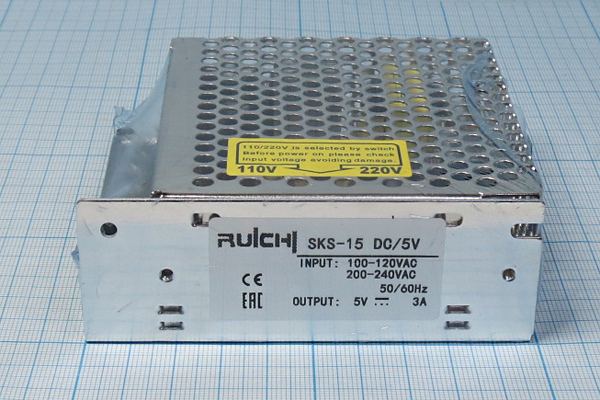 110/220V is selected by switch
Before power on please check
Input voltage avoiding damage.
110V 220V
RUICHI SKS-15 DC/5V
INPUT: 100-120VAC
200-240VAC
CE 50/60Hz
EAC OUTPUT: 5V 3A